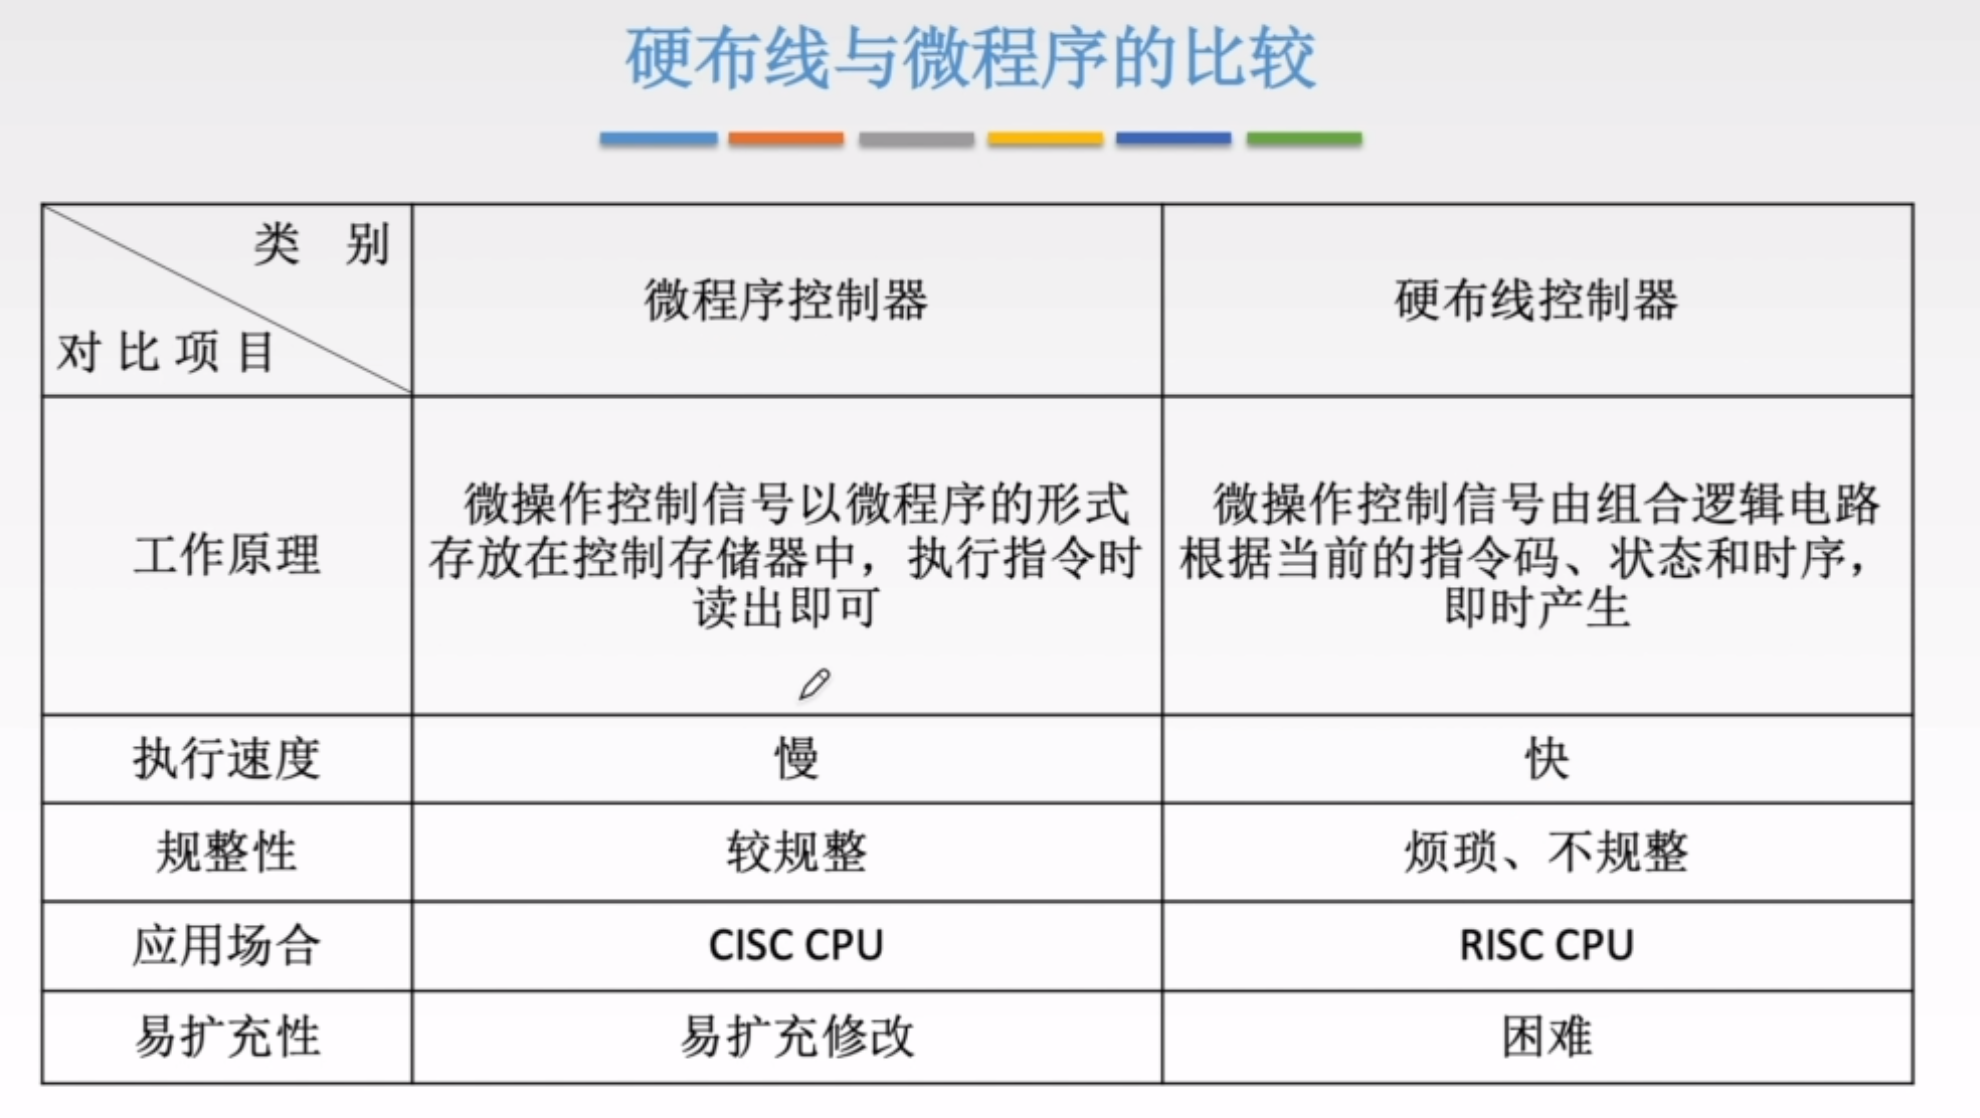 硬布线与微程序的比较
类 别
对比项目
微程序控制器
硬布线控制器
工作原理
微操作控制信号以微程序的形式
存放在控制存储器中，执行指令时
读出即可
微操作控制信号由组合逻辑电路
根据当前的指令码、状态和时序，
即时产生
执行速度
慢
快
规整性
较规整
烦琐、不规整
应用场合
CISC CPU
RISC CPU
易扩充性
易扩充修改
困难